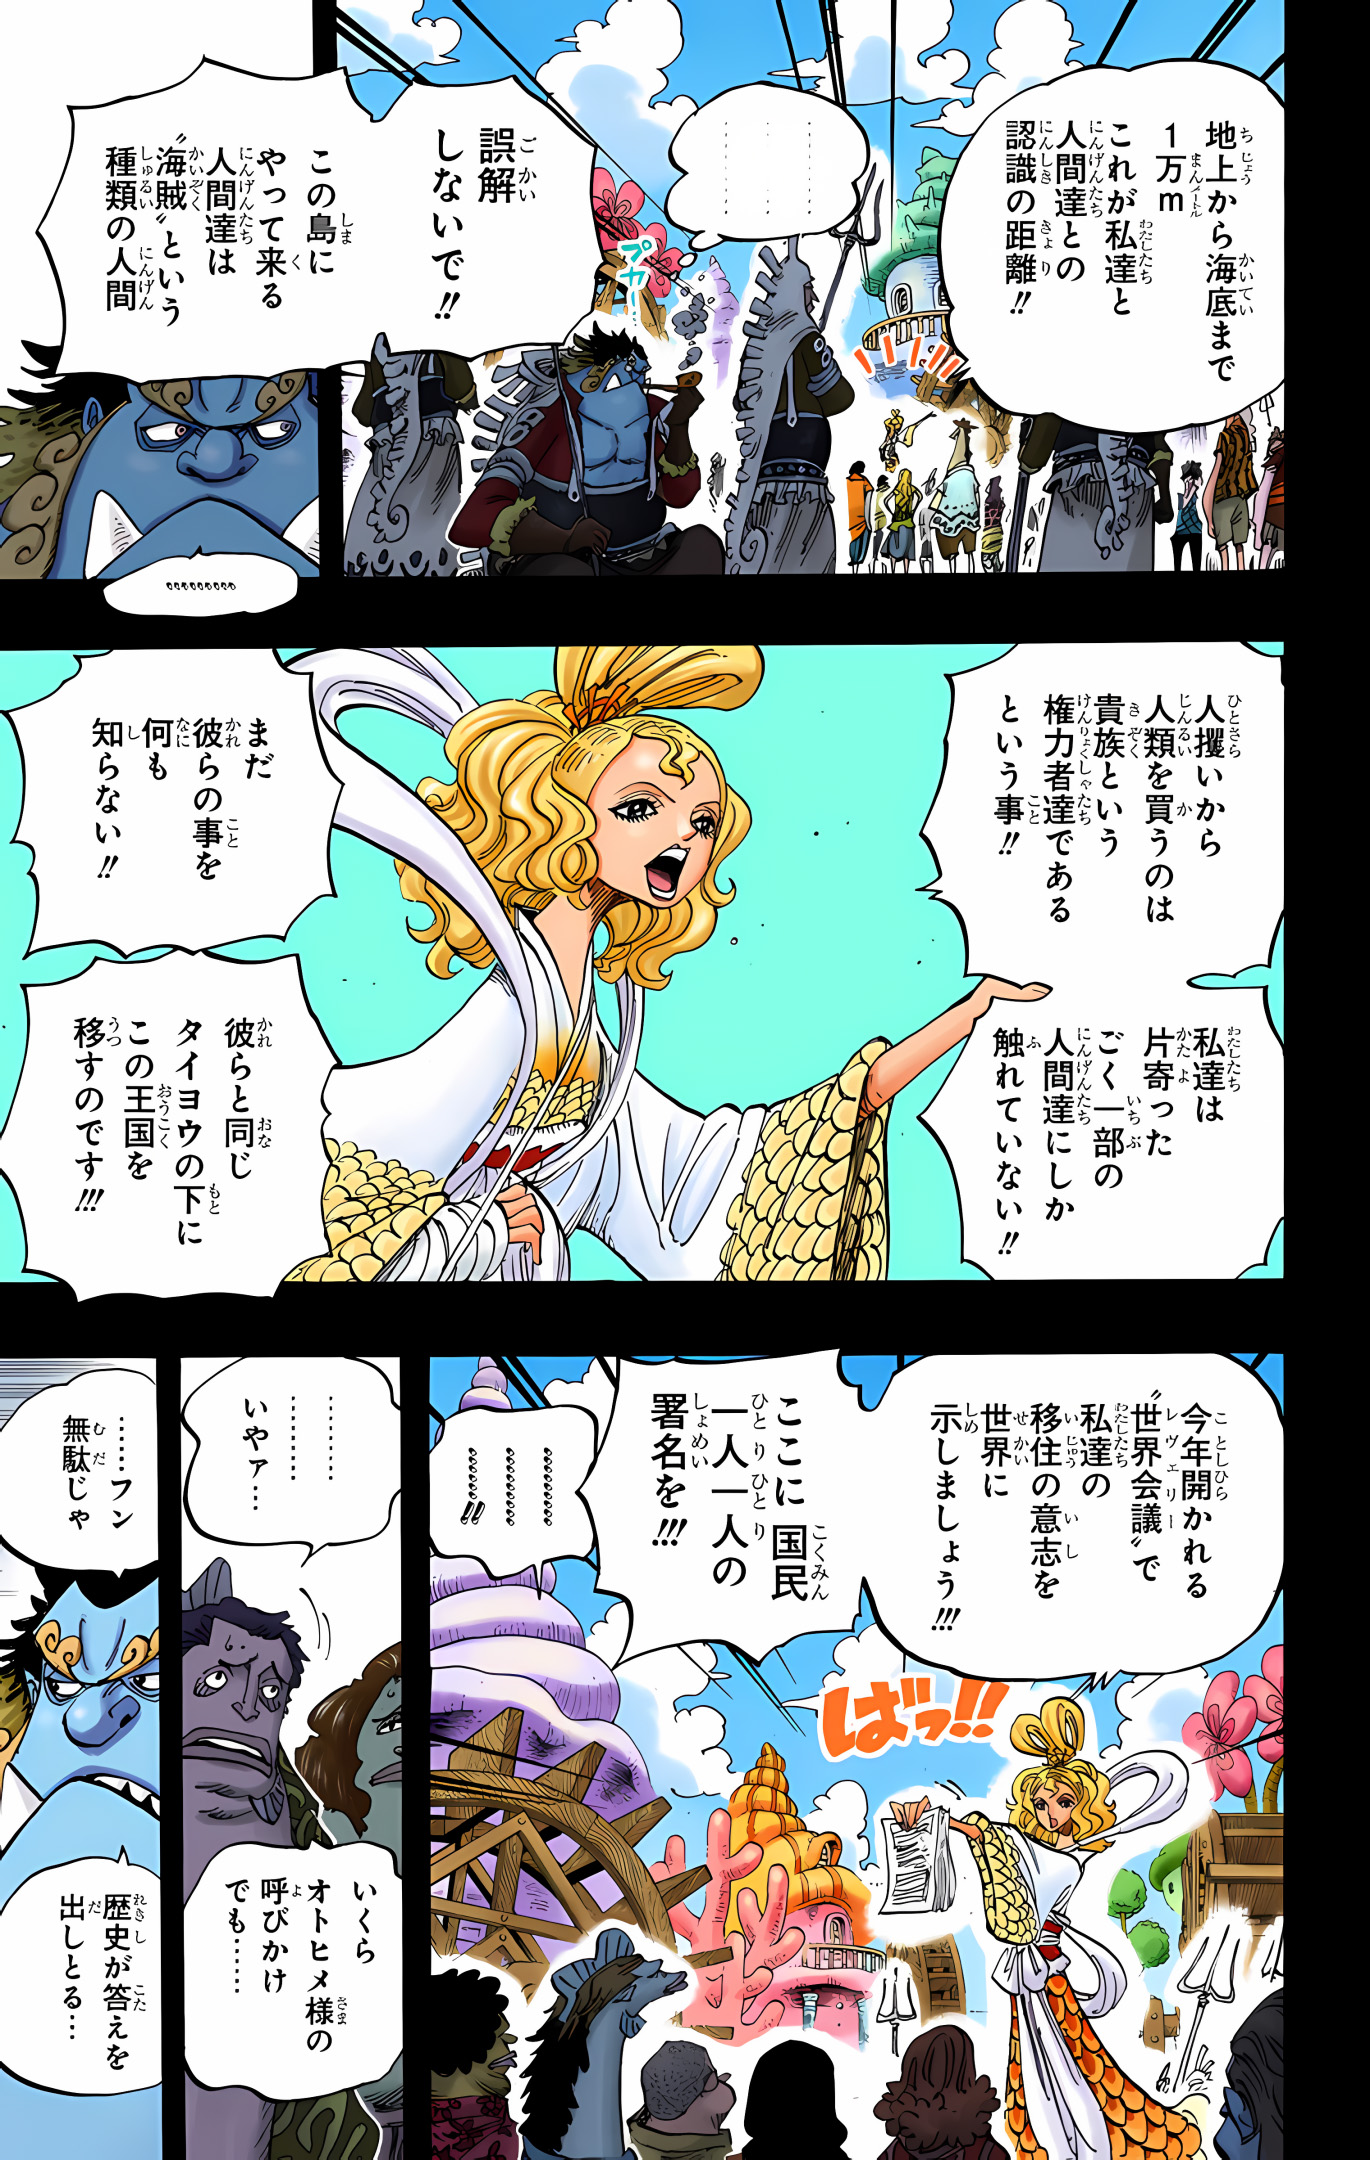 地上から海底まで
1万m
これが私達と
人間達との
認識の距離!!
…………
…………
…………
プカー…
誤解
しないで!!
この島に
やって来る
人間達は
〝海賊〟という
種類の人間
………
人攫いから
人類を買うのは
貴族という
権力者達である
という事!!
私達は
片寄った
ごく一部の
人間達にしか
触れていない!!
まだ
彼らの事を
何も
知らない!!
彼らと同じ
タイヨウの下に
この王国を
移すのです!!!
今年開かれる
〝世界会議〟で
私達の
移住の意志を
世界に
示しましょう!!!
ここに国民
一人一人の
署名を!!!
ばっ!!
………
………
………!!
…………
…………
いやァ…
いくら
オトヒメ様の
呼びかけ
でも……
……フン
無駄じゃ
歴史が答えを
出しとる…